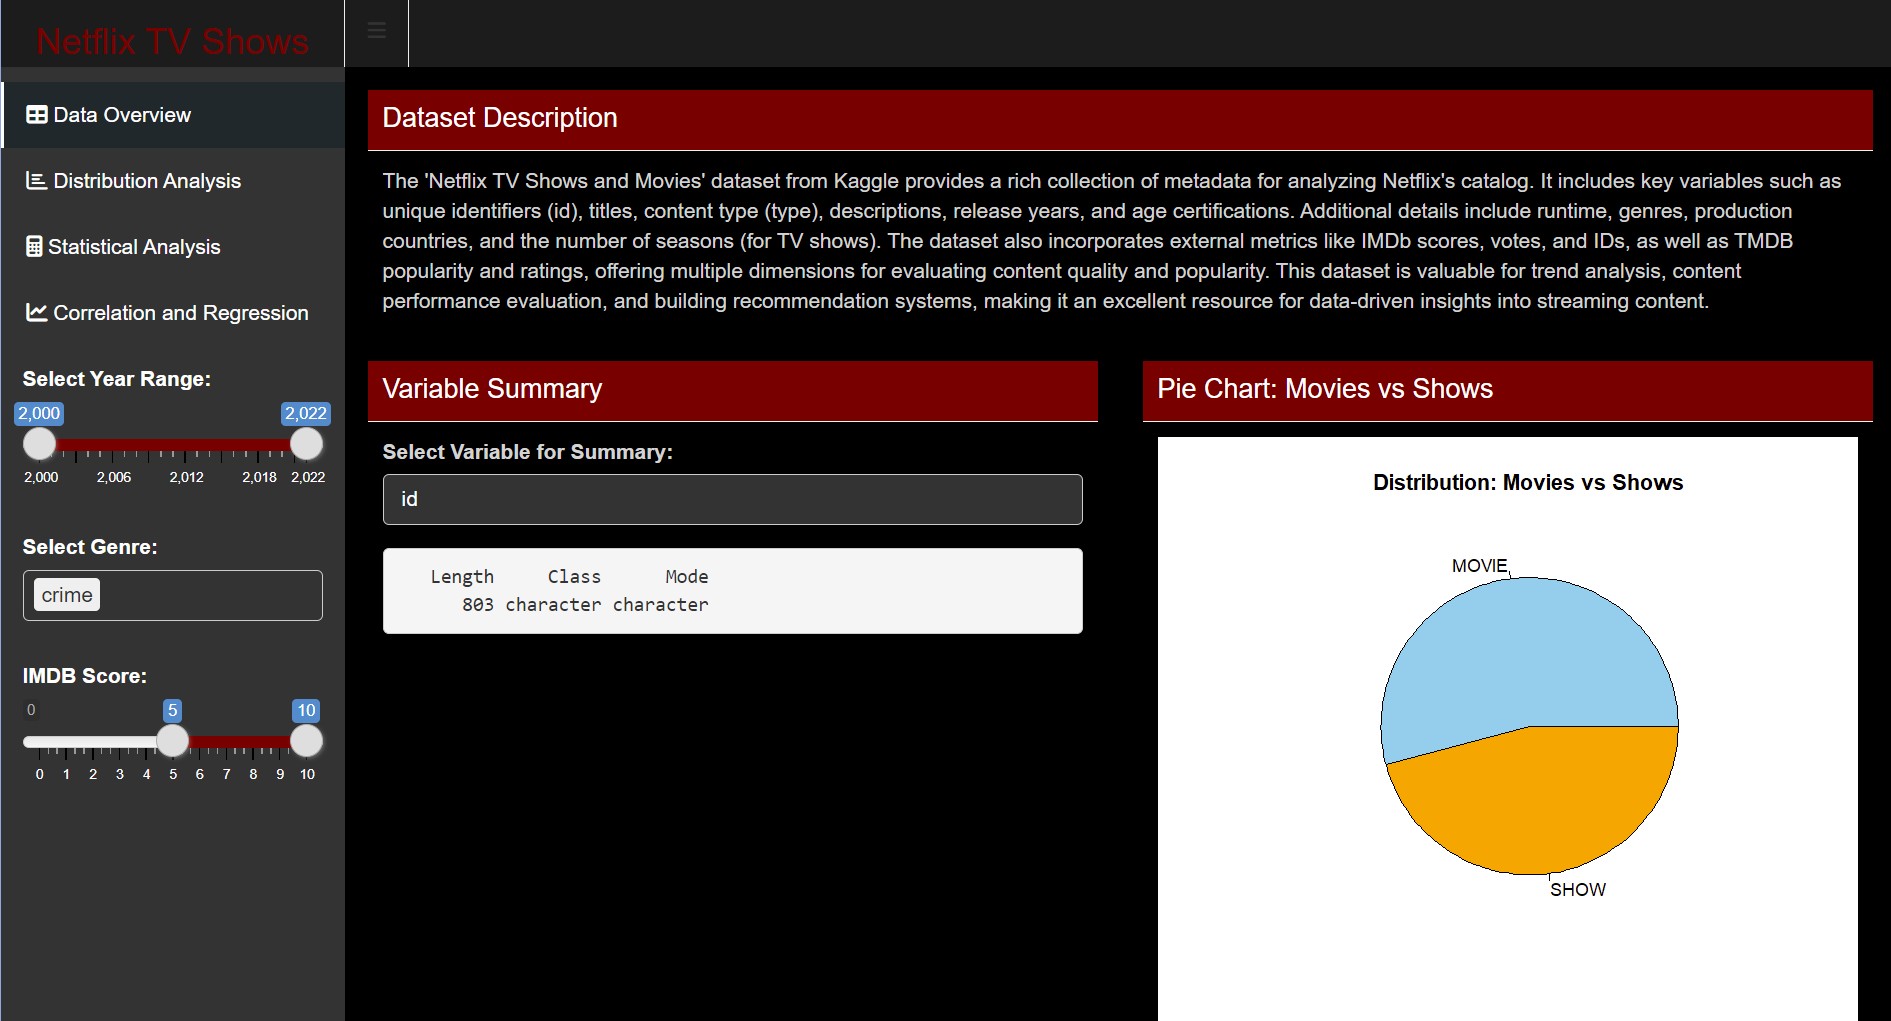 Netflix TV Shows
Data Overview
Distribution Analysis
Statistical Analysis
Correlation and Regression
Select Year Range:
2,000 2,022
2,000 2,006 2,012 2,018 2,022
Select Genre:
crime
IMDB Score:
0 5 10
0 1 2 3 4 5 6 7 8 9 10
Dataset Description
The 'Netflix TV Shows and Movies' dataset from Kaggle provides a rich collection of metadata for analyzing Netflix's catalog. It includes key variables such as
unique identifiers (id), titles, content type (type), descriptions, release years, and age certifications. Additional details include runtime, genres, production
countries, and the number of seasons (for TV shows). The dataset also incorporates external metrics like IMDb scores, votes, and IDs, as well as TMDB
popularity and ratings, offering multiple dimensions for evaluating content quality and popularity. This dataset is valuable for trend analysis, content
performance evaluation, and building recommendation systems, making it an excellent resource for data-driven insights into streaming content.
Variable Summary
Select Variable for Summary:
id
Length Class Mode
803 character character
Pie Chart: Movies vs Shows
Distribution: Movies vs Shows
MOVIE
SHOW